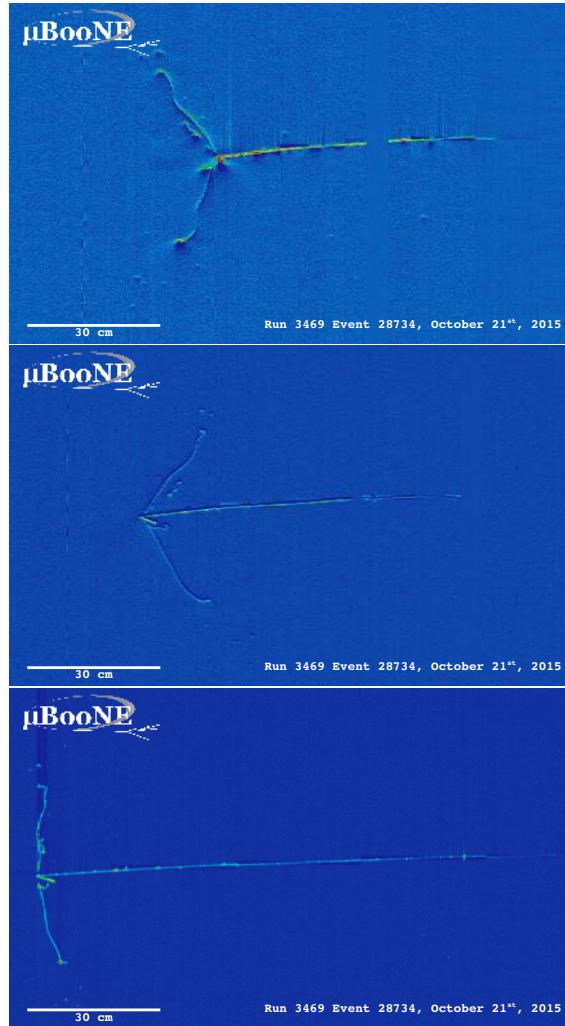 μBooNE
30 cm
Run 3469 Event 28734, October 21st, 2015
μBooNE
30 cm
Run 3469 Event 28734, October 21st, 2015
μBooNE
30 cm
Run 3469 Event 28734, October 21st, 2015